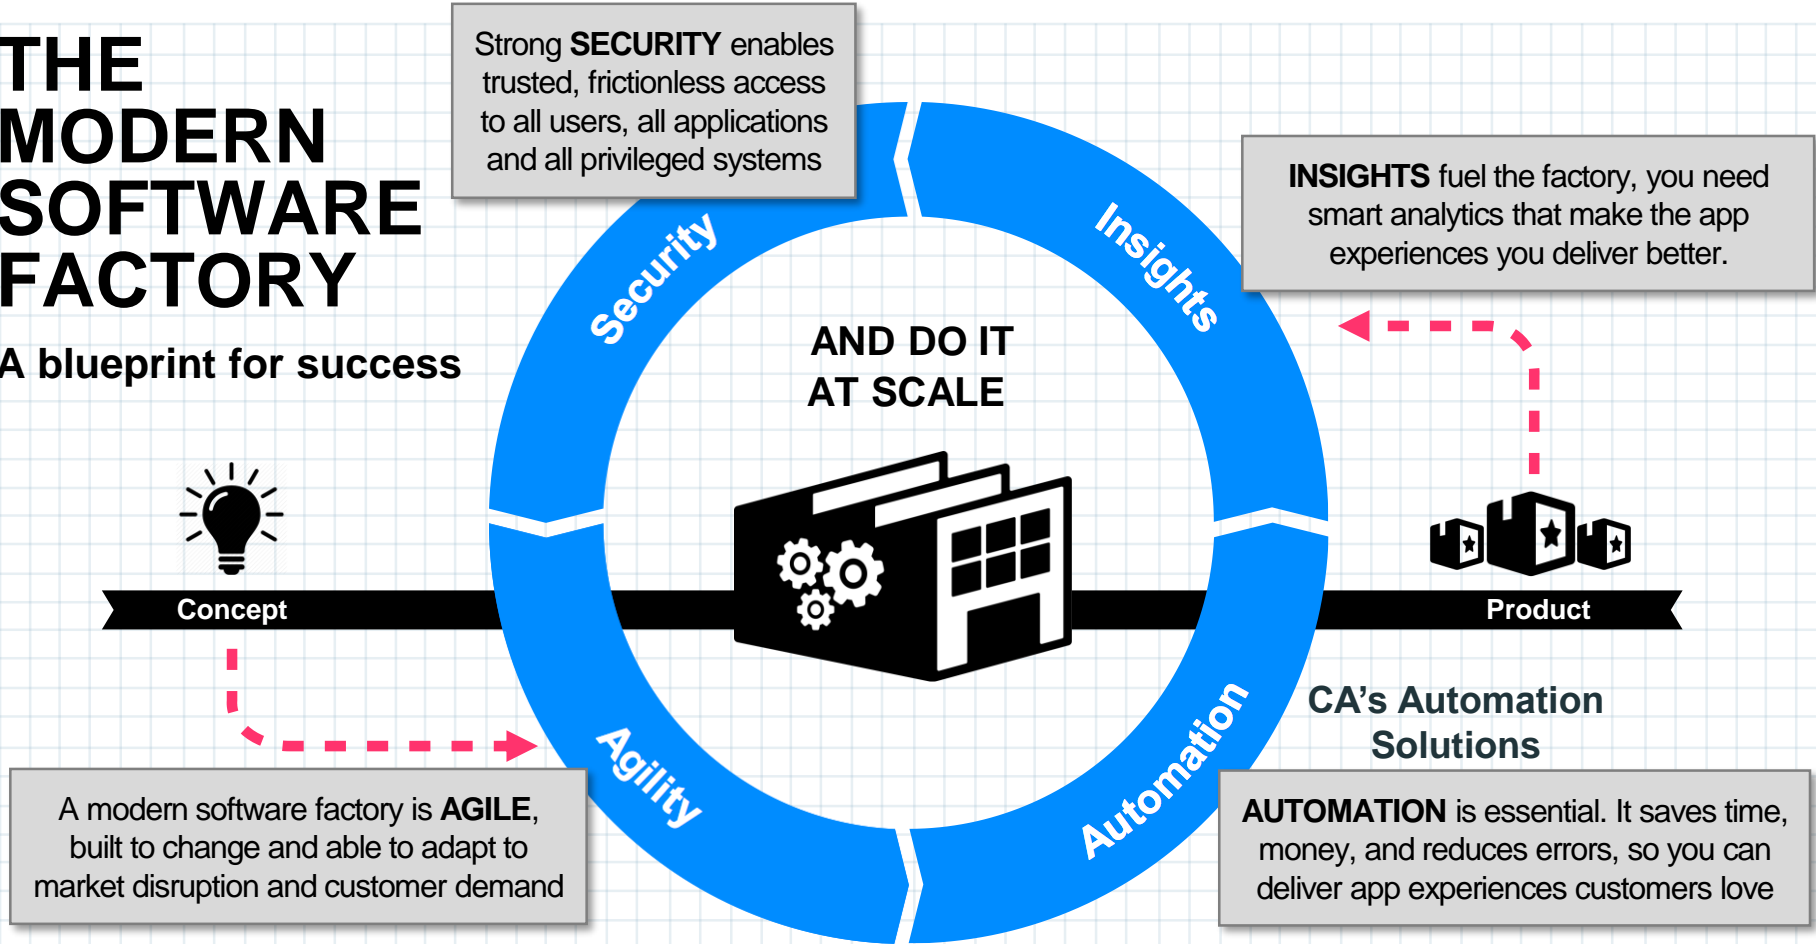 THE
MODERN
SOFTWARE
FACTORY
A blueprint for success
Strong SECURITY enables
trusted, frictionless access
to all users, all applications
and all privileged systems
INSIGHTS fuel the factory, you need
smart analytics that make the app
experiences you deliver better.
Security
Insights
AND DO IT
AT SCALE
Concept
Product
Agility
Automation
CA's Automation
Solutions
A modern software factory is AGILE,
built to change and able to adapt to
market disruption and customer demand
AUTOMATION is essential. It saves time,
money, and reduces errors, so you can
deliver app experiences customers love